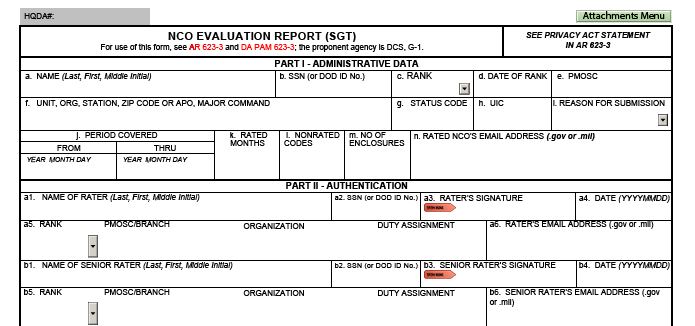 HQDA#:
Attachments Menu
NCO EVALUATION REPORT (SGT)
For use of this form, see AR 623-3 and DA PAM 623-3; the proponent agency is DCS, G-1.
SEE PRIVACY ACT STATEMENT
IN AR 623-3
PART I - ADMINISTRATIVE DATA
a. NAME (Last, First, Middle Initial)
b. SSN (or DOD ID No.)
c. RANK
d. DATE OF RANK
e. PMOSC
f. UNIT, ORG, STATION, ZIP CODE OR APO, MAJOR COMMAND
g. STATUS CODE
h. UIC
i. REASON FOR SUBMISSION
j. PERIOD COVERED
FROM
THRU
YEAR MONTH DAY
YEAR MONTH DAY
k. RATED
MONTHS
l. NONRATED
CODES
m. NO OF
ENCLOSURES
n. RATED NCO'S EMAIL ADDRESS (.gov or .mil)
PART II - AUTHENTICATION
a1. NAME OF RATER (Last, First, Middle Initial)
a2. SSN (or DOD ID No.)
a3. RATER'S SIGNATURE
a4. DATE (YYYYMMDD)
a5. RANK
PMOSC/BRANCH
ORGANIZATION
DUTY ASSIGNMENT
a6. RATER'S EMAIL ADDRESS (.gov or .mil)
b1. NAME OF SENIOR RATER (Last, First, Middle Initial)
b2. SSN (or DOD ID No.)
b3. SENIOR RATER'S SIGNATURE
b4. DATE (YYYYMMDD)
b5. RANK
PMOSC/BRANCH
ORGANIZATION
DUTY ASSIGNMENT
b6. SENIOR RATER'S EMAIL ADDRESS (.gov
or .mil)